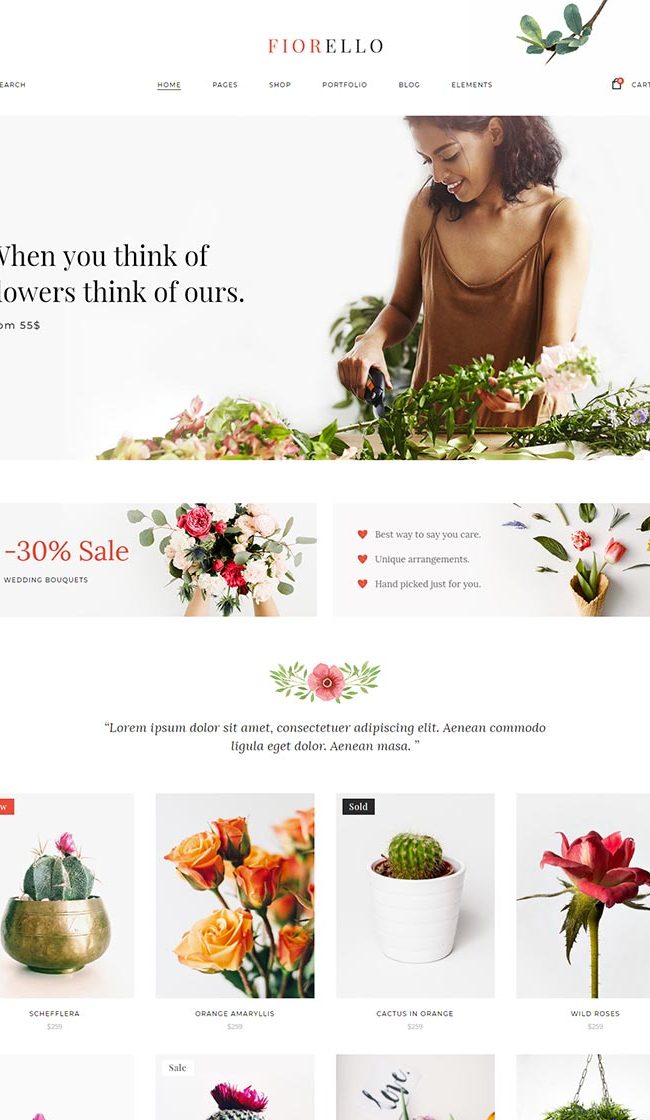 FIORELLO
EARCH
HOME PAGES SHOP PORTFOLIO BLOG ELEMENTS
CART
When you think of
lowers think of ours.
om 55$
-30% Sale
WEDDING BOUQUETS
Best way to say you care.
Unique arrangements.
Hand picked just for you.
“Lorem ipsum dolor sit amet, consectetuer adipiscing elit. Aenean commodo
ligula eget dolor. Aenean masa. ”
w
Sold
SCHEFFLERA
$259
ORANGE AMARYLLIS
$259
CACTUS IN ORANGE
$259
WILD ROSES
$259
Sale
Love.